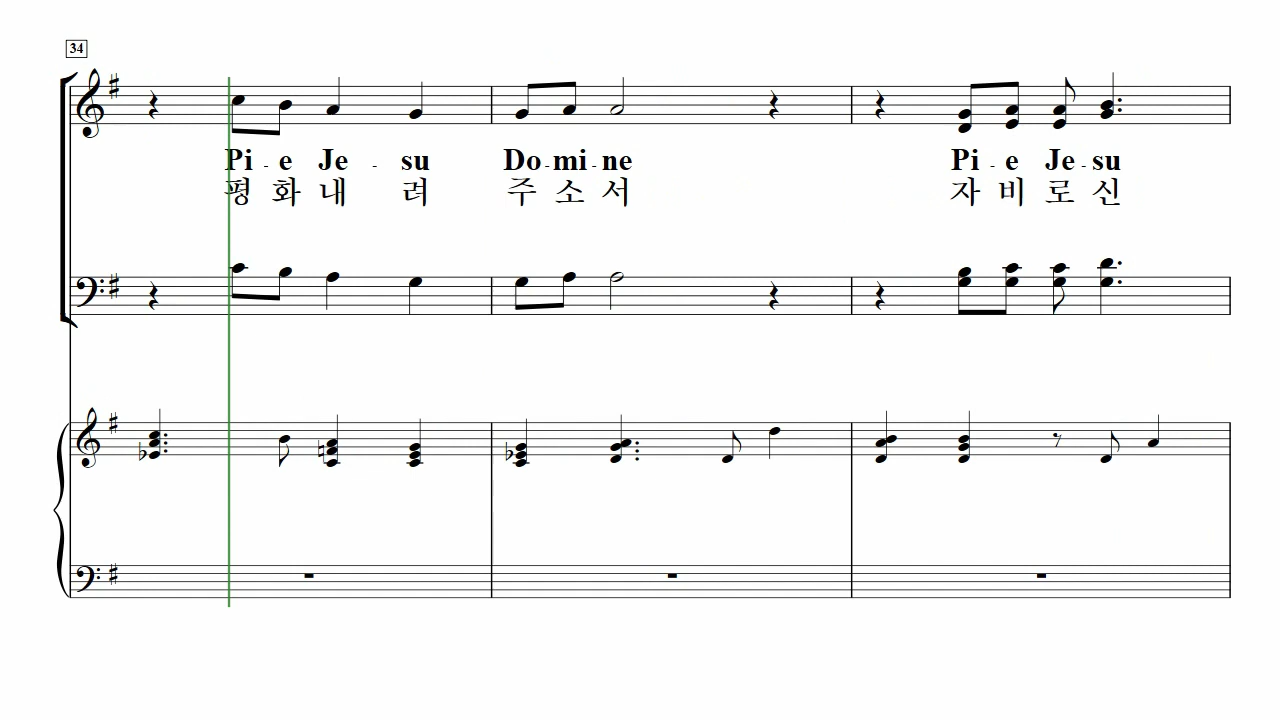 34
Pi - e Je - su Do - mi - ne Pi - e Je - su
평 화 내 려 주 소 서 자 비 로 신